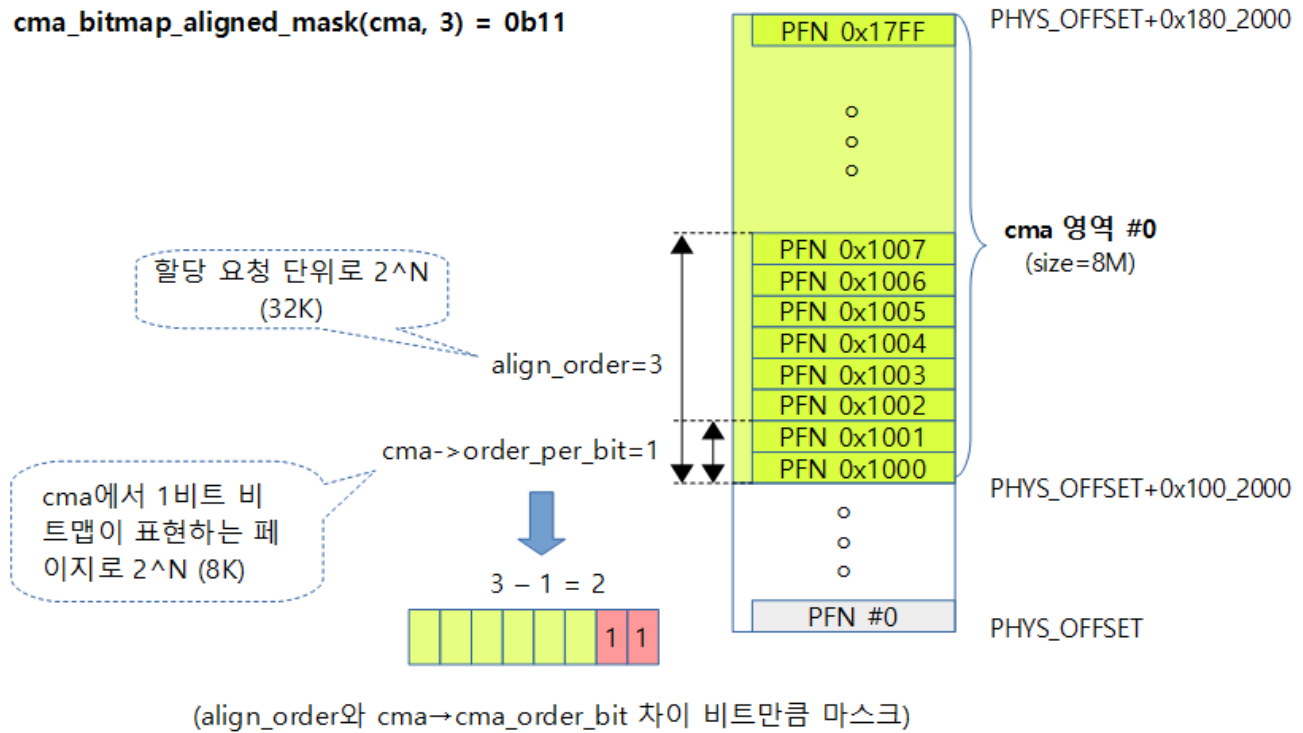 cma_bitmap_aligned_mask(cma, 3) = 0b11
PFN 0x17FF
PHYS_OFFSET+0x180_2000
cma 영역 #0
(size=8M)
할당 요청 단위로 2^N
(32K)
align_order=3
PFN 0x1007
PFN 0x1006
PFN 0x1005
PFN 0x1004
PFN 0x1003
PFN 0x1002
PFN 0x1001
PFN 0x1000
cma->order_per_bit=1
cma에서 1비트 비
트맵이 표현하는 페
이지로 2^N (8K)
PHYS_OFFSET+0x100_2000
3 – 1 = 2
1 1
PFN #0
PHYS_OFFSET
(align_order와 cma→cma_order_bit 차이 비트만큼 마스크)